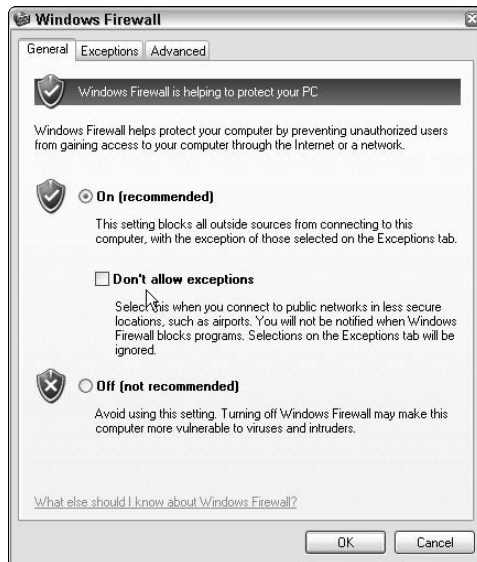 Windows Firewall
General Exceptions Advanced
Windows Firewall is helping to protect your PC
Windows Firewall helps protect your computer by preventing unauthorized users
from gaining access to your computer through the Internet or a network.
On (recommended)
This setting blocks all outside sources from connecting to this
computer, with the exception of those selected on the Exceptions tab.
Don't allow exceptions
Select this when you connect to public networks in less secure
locations, such as airports. You will not be notified when Windows
Firewall blocks programs. Selections on the Exceptions tab will be
ignored.
Off (not recommended)
Avoid using this setting. Turning off Windows Firewall may make this
computer more vulnerable to viruses and intruders.
What else should I know about Windows Firewall?
OK Cancel